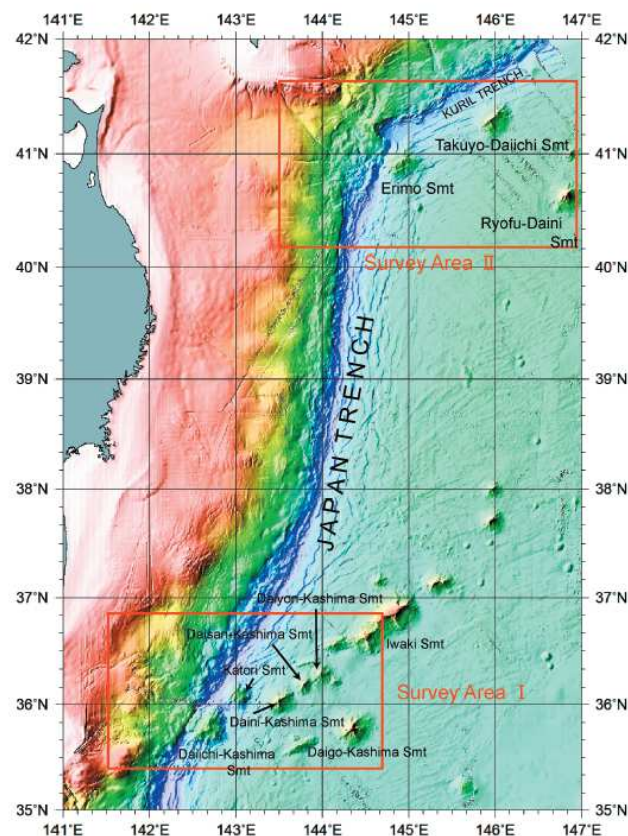 141°E 142° 143° 144° 145° 146° 147°E
42°N 42°N
KURIL TRENCH
Takuyo-Daiichi Smt
41° 41°
Erimo Smt
Ryofu-Daini
Smt
40° 40°
Survey Area II
39° 39°
JAPAN TRENCH
38° 38°
37°N 37°N
Daiyon-Kashima Smt
Daisan-Kashima Smt
Iwaki Smt
Katori Smt
Survey Area I
36° 36°
Daini-Kashima Smt
Daiichi-Kashima
Smt
Daigo-Kashima Smt
35°N 35°N
141°E 142° 143° 144° 145° 146° 147°E